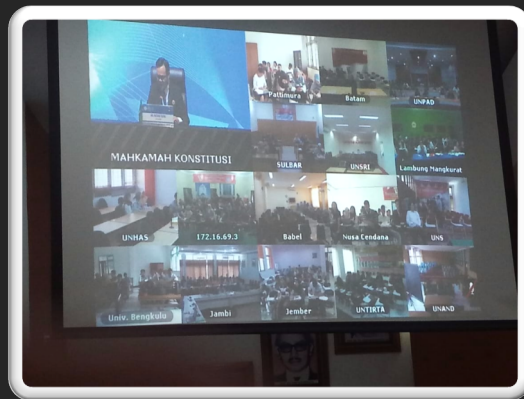 Pattimura
Batam
UNPAD
MAHKAMAH KONSTITUSI
SULBAR
UNSRI
Lambung Mangkurat
UNHAS
172.16.69.3
Babel
Nusa Cendana
UNS
Univ. Bengkulu
Jambi
Jember
UNTIRTA
UNAND